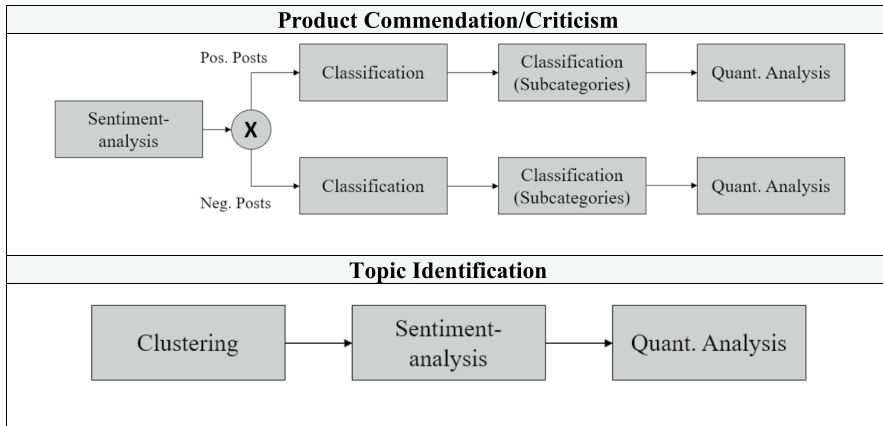 Product Commendation/Criticism
Pos. Posts
Classification
Classification
(Subcategories)
Quant. Analysis
Sentiment-
analysis
X
Neg. Posts
Classification
Classification
(Subcategories)
Quant. Analysis
Topic Identification
Clustering
Sentiment-
analysis
Quant. Analysis